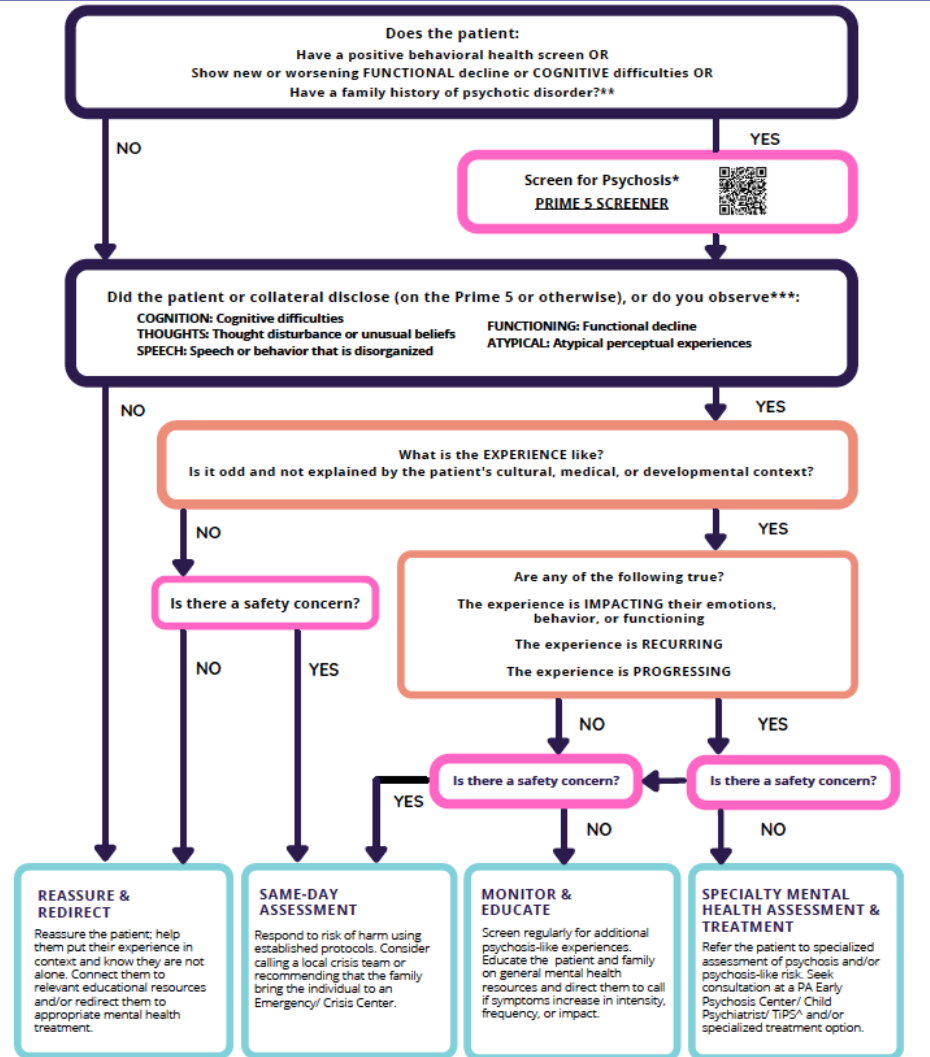 Does the patient:
Have a positive behavioral health screen OR
Show new or worsening FUNCTIONAL decline or COGNITIVE difficulties OR
Have a family history of psychotic disorder?**
NO
YES
Screen for Psychosis*
PRIME 5 SCREENER
Did the patient or collateral disclose (on the Prime 5 or otherwise), or do you observe***:
COGNITION: Cognitive difficulties
THOUGHTS: Thought disturbance or unusual beliefs
SPEECH: Speech or behavior that is disorganized
FUNCTIONING: Functional decline
ATYPICAL: Atypical perceptual experiences
NO
YES
What is the EXPERIENCE like?
Is it odd and not explained by the patient's cultural, medical, or developmental context?
NO
YES
Is there a safety concern?
Are any of the following true?
The experience is IMPACTING their emotions,
behavior, or functioning
The experience is RECURRING
The experience is PROGRESSING
NO
YES
NO
YES
Is there a safety concern?
Is there a safety concern?
YES
NO
NO
REASSURE &
REDIRECT
Reassure the patient; help
them put their experience in
context and know they are not
alone. Connect them to
relevant educational resources
and/or redirect them to
appropriate mental health
treatment.
SAME-DAY
ASSESSMENT
Respond to risk of harm using
established protocols. Consider
calling a local crisis team or
recommending that the family
bring the individual to an
Emergency/ Crisis Center.
MONITOR &
EDUCATE
Screen regularly for additional
psychosis-like experiences.
Educate the patient and family
on general mental health
resources and direct them to call
if symptoms increase in intensity,
frequency, or impact.
SPECIALTY MENTAL
HEALTH ASSESSMENT &
TREATMENT
Refer the patient to specialized
assessment of psychosis and/or
psychosis-like risk. Seek
consultation at a PA Early
Psychosis Center/ Child
Psychiatrist/ TiPS^ and/or
specialized treatment option.